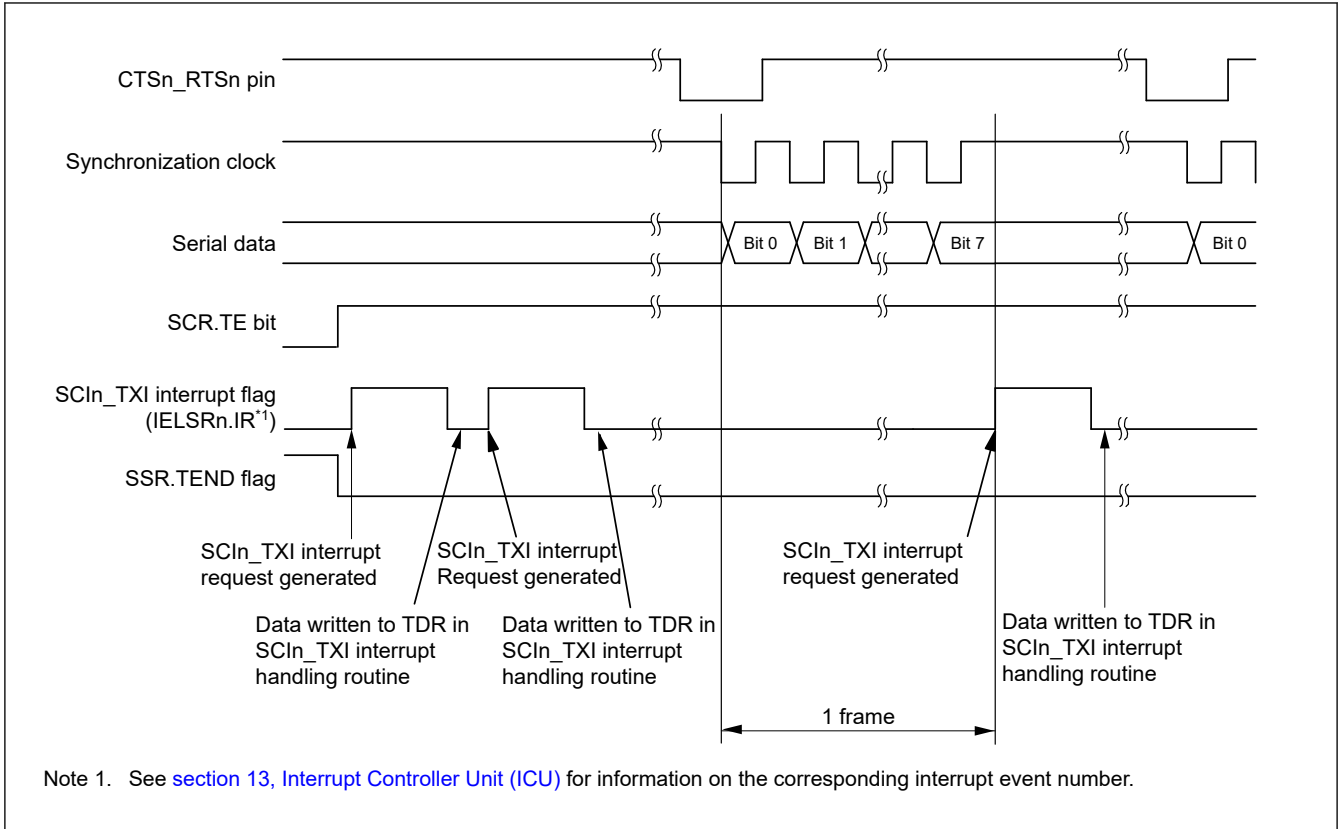 CTSn_RTSn pin
Synchronization clock
Serial data
Bit 0
Bit 1
Bit 7
Bit 0
SCR.TE bit
SCIn_TXI interrupt flag
(IELSRn.IR*1)
SSR.TEND flag
SCIn_TXI interrupt
request generated
SCIn_TXI interrupt
Request generated
SCIn_TXI interrupt
request generated
Data written to TDR in
SCIn_TXI interrupt
handling routine
Data written to TDR in
SCIn_TXI interrupt
handling routine
Data written to TDR in
SCIn_TXI interrupt
handling routine
1 frame
Note 1. See section 13, Interrupt Controller Unit (ICU) for information on the corresponding interrupt event number.